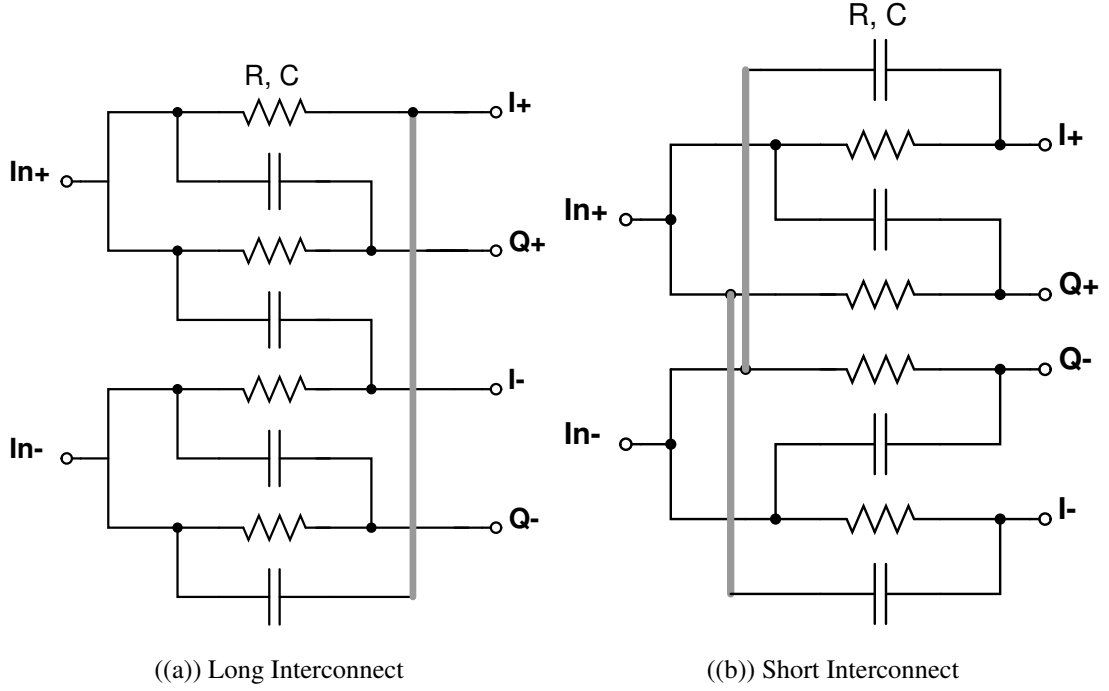 R, C
I+
In+
Q+
I-
In-
Q-
((a)) Long Interconnect
R, C
I+
In+
Q+
Q-
In-
I-
((b)) Short Interconnect